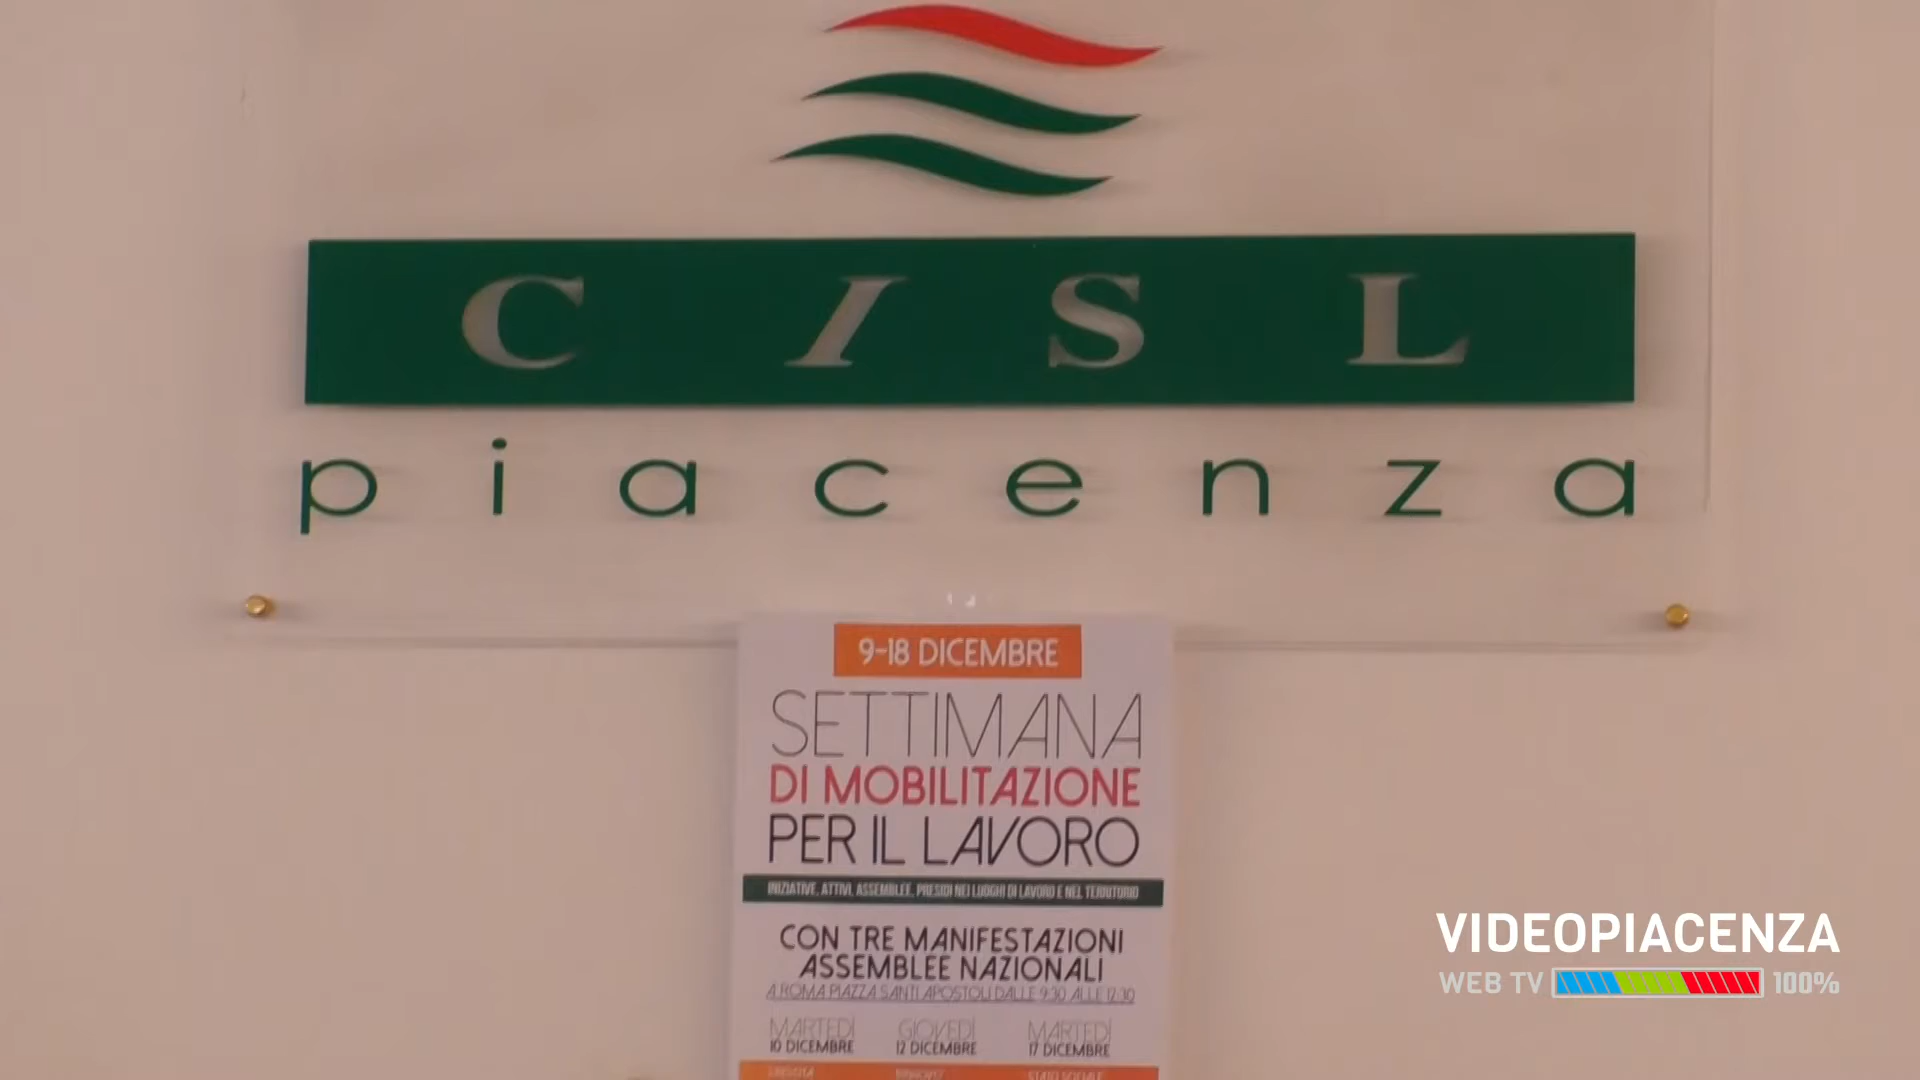 CISL
piacenza
9-18 DICEMBRE
SETTIMANA
DI MOBILITAZIONE
PER IL LAVORO
INIZIATIVE, ATTIVI, ASSEMBLEE, PRESIDI NEI LUOGHI DI LAVORO E NEL TERRITORIO
CON TRE MANIFESTAZIONI
ASSEMBLEE NAZIONALI
A ROMA PIAZZA SANTI APOSTOLI DALLE 9:30 ALLE 12:30
MARTEDÌ GIOVEDÌ MARTEDÌ
10 DICEMBRE 12 DICEMBRE 17 DICEMBRE
STATO SOCIALE
VIDEOPIACENZA
WEB TV 100%